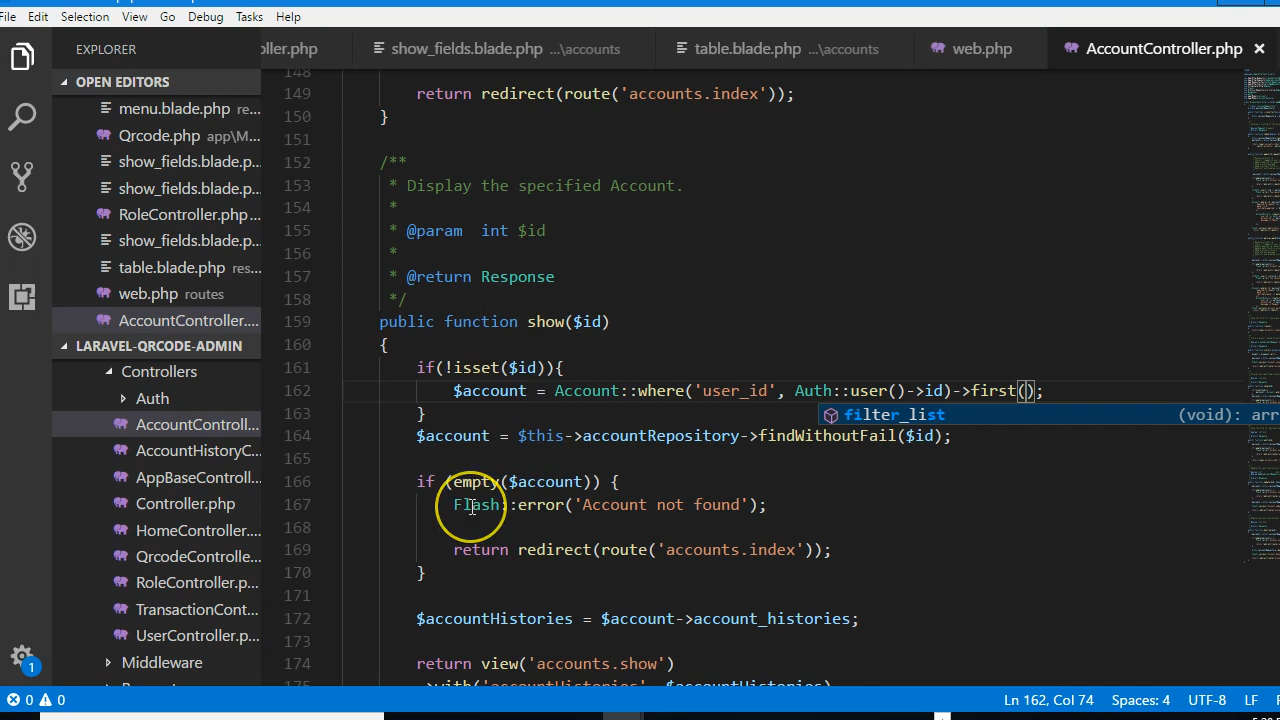 File Edit Selection View Go Debug Tasks Help
EXPLORER
OPEN EDITORS
menu.blade.php re...
Qrcode.php app\M...
show_fields.blade.p...
show_fields.blade.p...
RoleController.php...
show_fields.blade.p...
table.blade.php res...
web.php routes
AccountController....
LARAVEL-QRCODE-ADMIN
Controllers
Auth
AccountControll...
AccountHistoryC...
AppBaseControll...
Controller.php
HomeController....
QrcodeControlle...
RoleController.p...
TransactionCont...
UserController.p...
Middleware
1
oller.php show_fields.blade.php ...\accounts table.blade.php ...\accounts web.php AccountController.php ×
148
149 return redirect(route('accounts.index'));
150 }
151
152 /**
153 * Display the specified Account.
154 *
155 * @param int $id
156 *
157 * @return Response
158 */
159 public function show($id)
160 {
161 if(!isset($id)){
162 $account = Account::where('user_id', Auth::user()->id)->first();
filter_list (void): arr
163 }
164 $account = $this->accountRepository->findWithoutFail($id);
165
166 if (empty($account)) {
167 Flash::error('Account not found');
168
169 return redirect(route('accounts.index'));
170 }
171
172 $accountHistories = $account->account_histories;
173
174 return view('accounts.show')
175 ->with('accountHistories', $accountHistories)
0 0 Ln 162, Col 74 Spaces: 4 UTF-8 LF